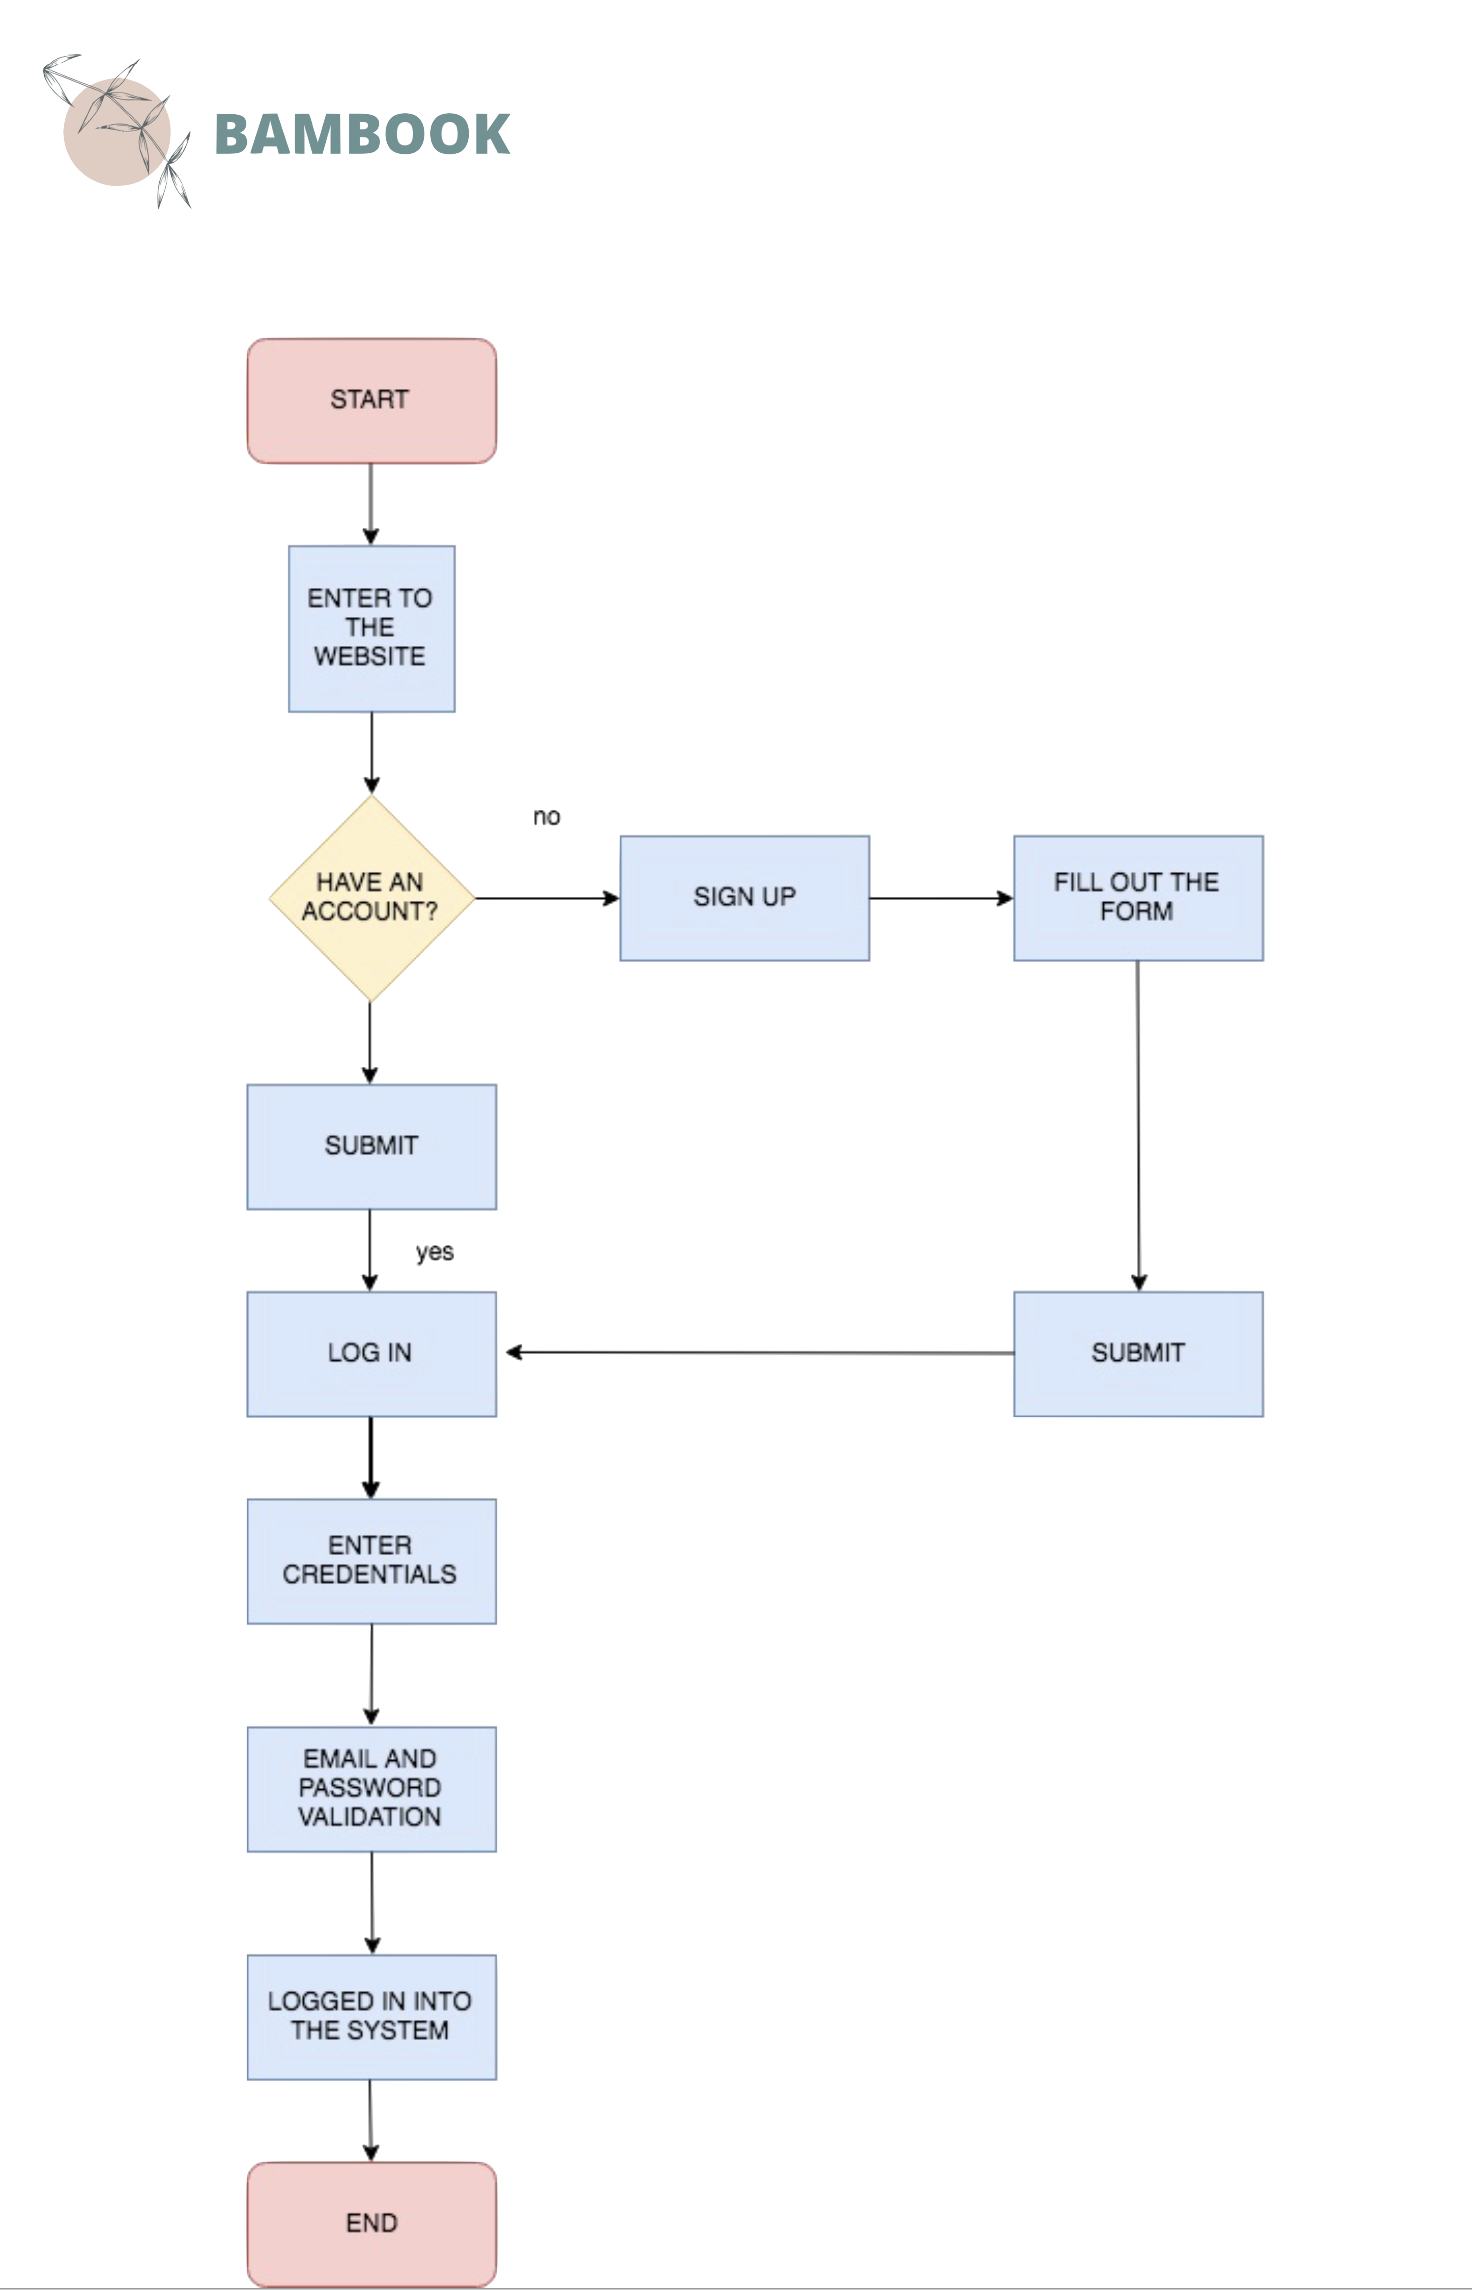 BAMBOOK
START
ENTER TO
THE
WEBSITE
no
HAVE AN
ACCOUNT?
SIGN UP
FILL OUT THE
FORM
SUBMIT
yes
LOG IN
SUBMIT
ENTER
CREDENTIALS
EMAIL AND
PASSWORD
VALIDATION
LOGGED IN INTO
THE SYSTEM
END